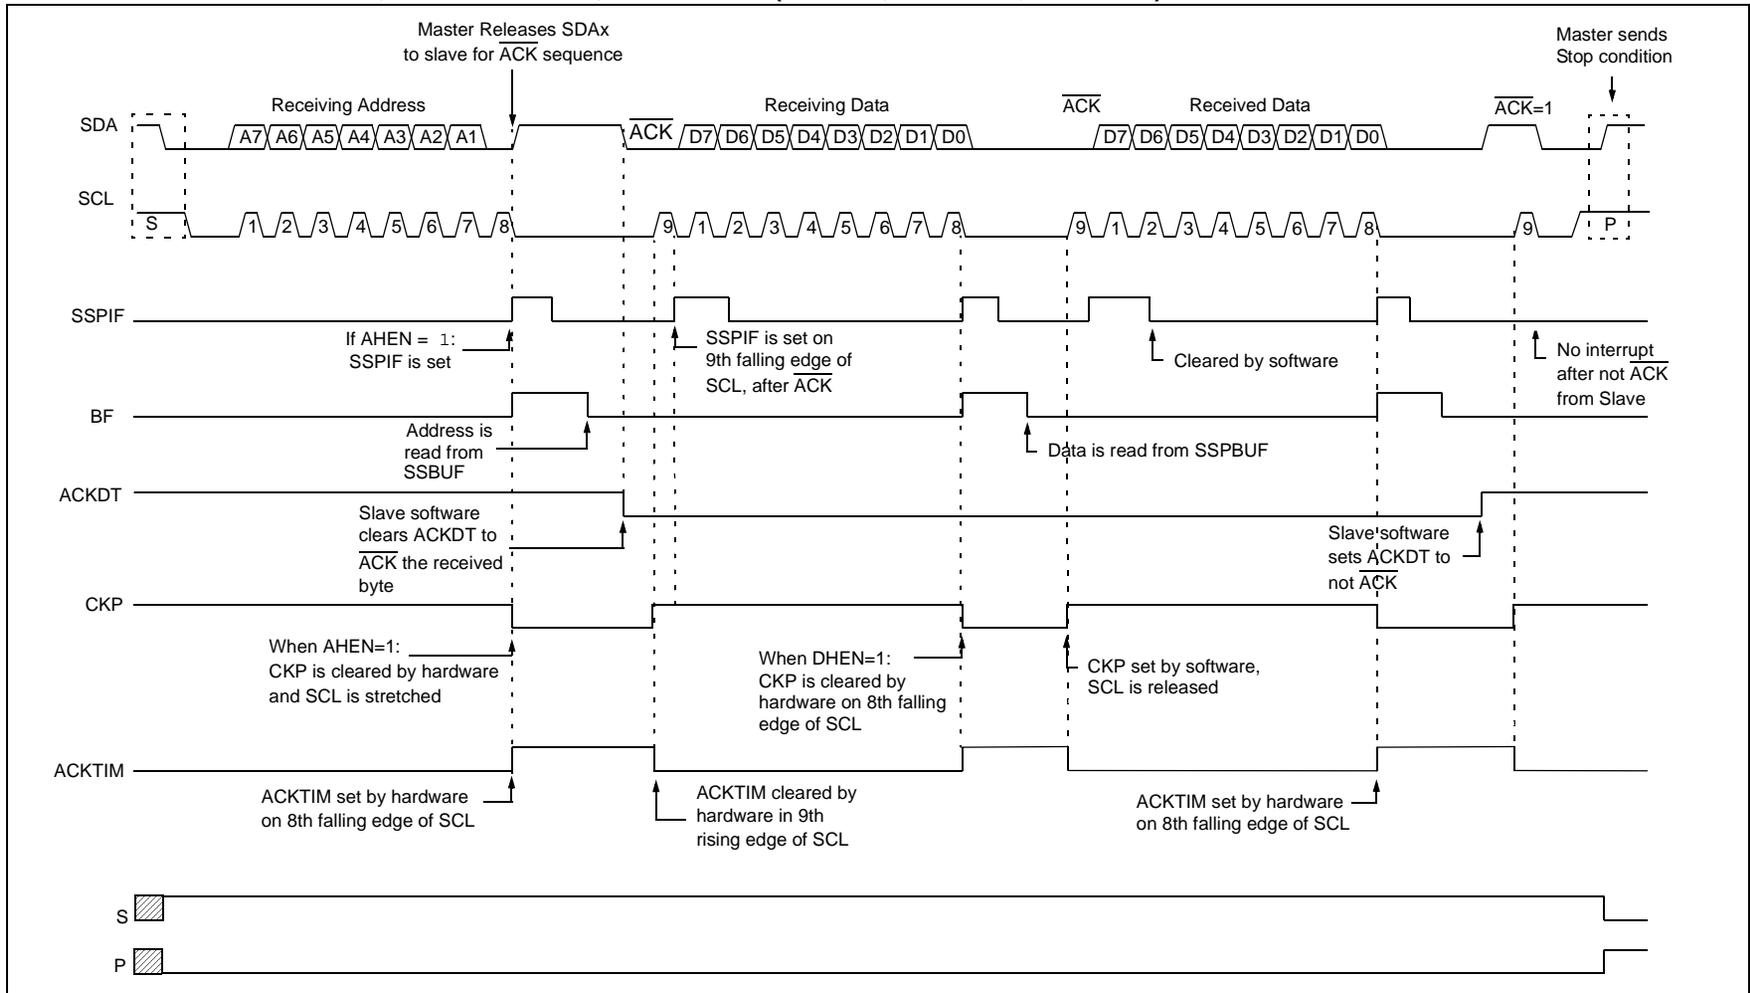 Master Releases SDAx
to slave for ACK sequence
Master sends
Stop condition
Receiving Address
Receiving Data
ACK
Received Data
ACK=1
SDA
A7 A6 A5 A4 A3 A2 A1
ACK
D7 D6 D5 D4 D3 D2 D1 D0
D7 D6 D5 D4 D3 D2 D1 D0
SCL
S
1 2 3 4 5 6 7 8
9 1 2 3 4 5 6 7 8
9 1 2 3 4 5 6 7 8
9
P
SSPIF
If AHEN = 1:
SSPIF is set
SSPIF is set on
9th falling edge of
SCL, after ACK
Cleared by software
No interrupt
after not ACK
from Slave
BF
Address is
read from
SSBUF
Data is read from SSPBUF
ACKDT
Slave software
clears ACKDT to
ACK the received
byte
Slave software
sets ACKDT to
not ACK
CKP
When AHEN=1:
CKP is cleared by hardware
and SCL is stretched
When DHEN=1:
CKP is cleared by
hardware on 8th falling
edge of SCL
CKP set by software,
SCL is released
ACKTIM
ACKTIM set by hardware
on 8th falling edge of SCL
ACKTIM cleared by
hardware in 9th
rising edge of SCL
ACKTIM set by hardware
on 8th falling edge of SCL
S
P